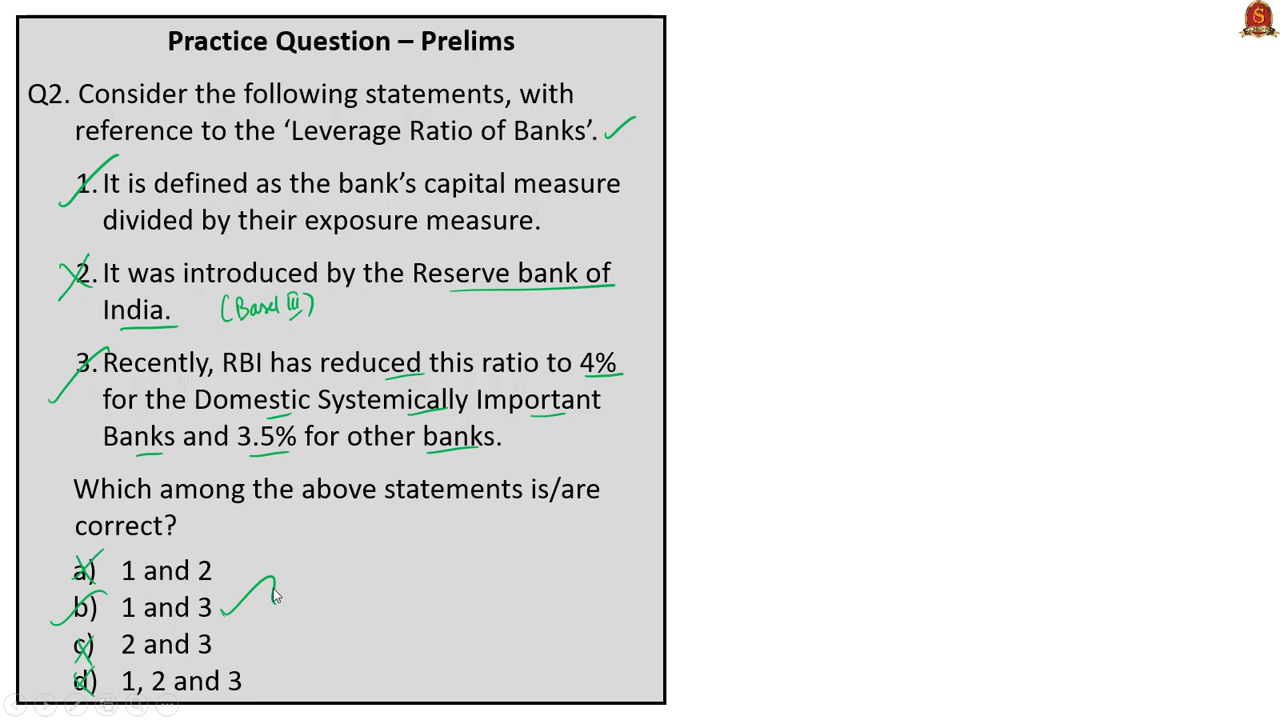 Practice Question – Prelims
Q2. Consider the following statements, with
reference to the ‘Leverage Ratio of Banks’.
1. It is defined as the bank’s capital measure
divided by their exposure measure.
2. It was introduced by the Reserve bank of
India. (Basel III)
3. Recently, RBI has reduced this ratio to 4%
for the Domestic Systemically Important
Banks and 3.5% for other banks.
Which among the above statements is/are
correct?
a) 1 and 2
b) 1 and 3
c) 2 and 3
d) 1, 2 and 3